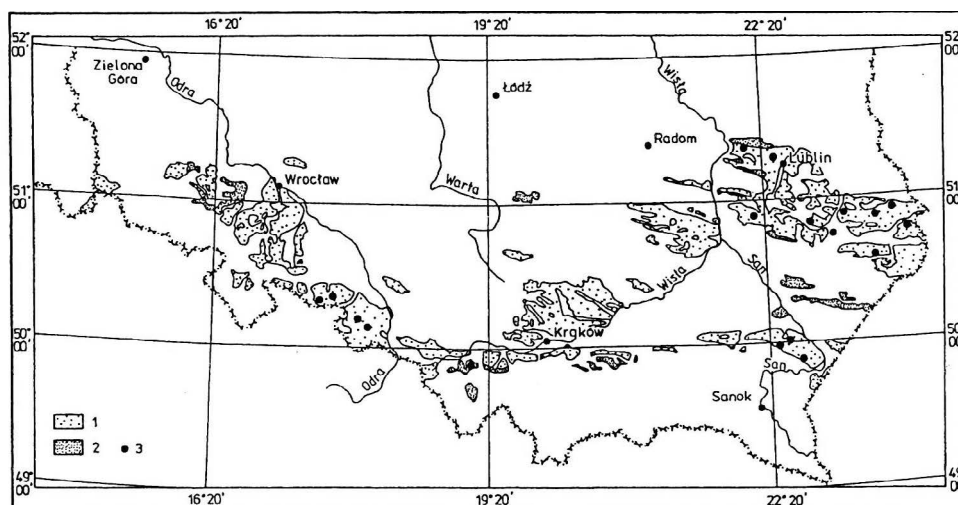 16°20′ 19°20′ 22°20′
52° 00′ 52° 00′
Zielona
Góra
Odra
Łódź
Wisła
Radom
Lublin
51° 00′ 51° 00′
Wrocław
Warta
San
Wisła
50° 00′ 50° 00′
Kraków
Odra
San
Sanok
1
2 3
49° 00′ 49° 00′
16°20′ 19°20′ 22°20′